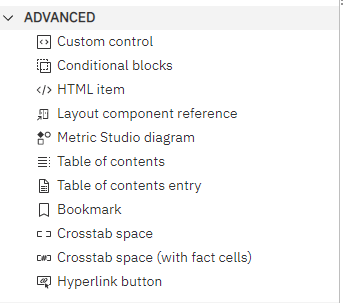 ADVANCED
Custom control
Conditional blocks
HTML item
Layout component reference
Metric Studio diagram
Table of contents
Table of contents entry
Bookmark
Crosstab space
Crosstab space (with fact cells)
Hyperlink button